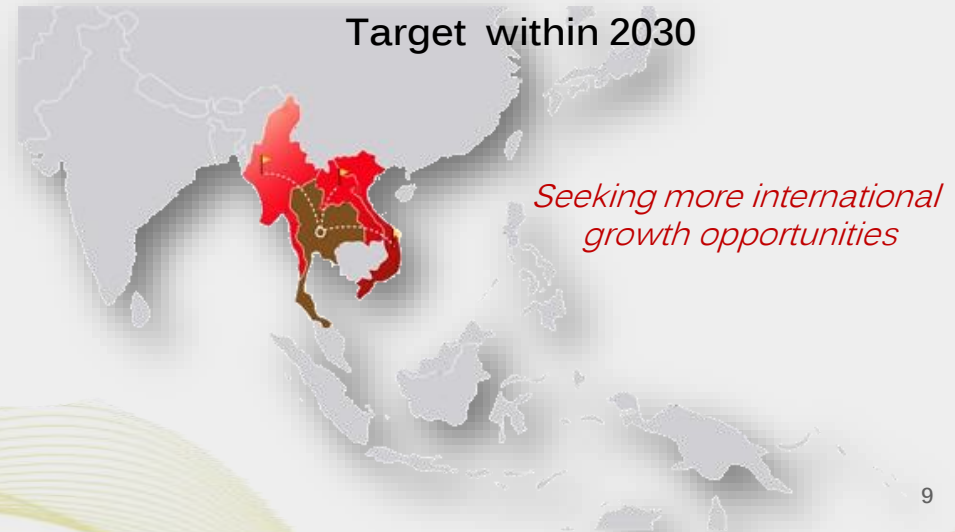 Target within 2030
Seeking more international
growth opportunities
9